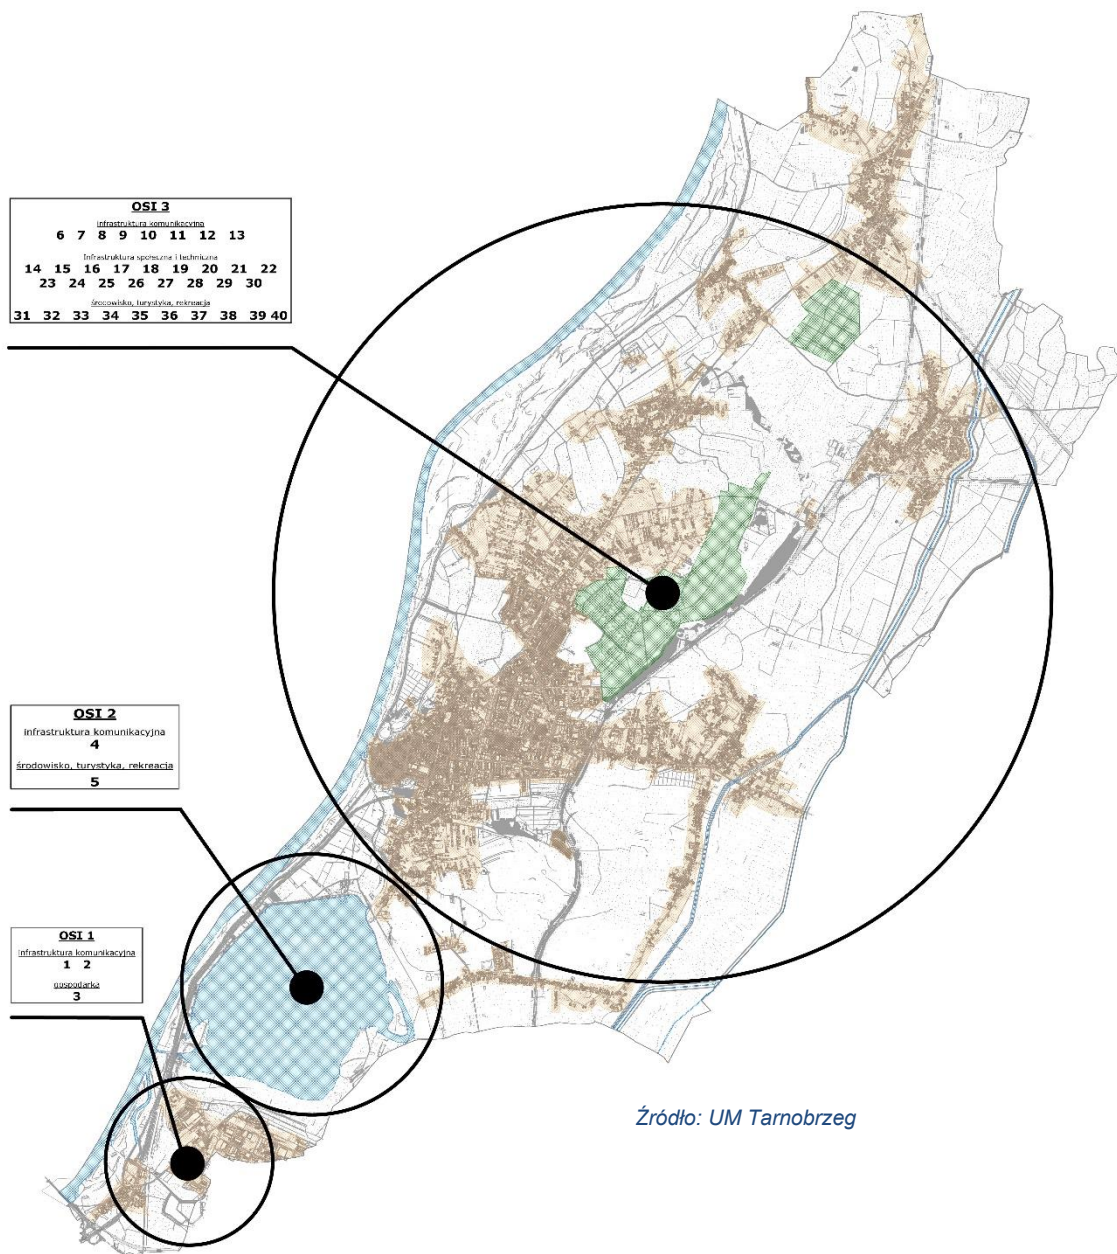 OSI 3
infrastruktura komunikacyjna
6 7 8 9 10 11 12 13
Infrastruktura społeczna i techniczna
14 15 16 17 18 19 20 21 22
23 24 25 26 27 28 29 30
środowisko, turystyka, rekreacja
31 32 33 34 35 36 37 38 39 40
OSI 2
infrastruktura komunikacyjna
4
środowisko, turystyka, rekreacja
5
OSI 1
infrastruktura komunikacyjna
1 2
gospodarka
3
Źródło: UM Tarnobrzeg